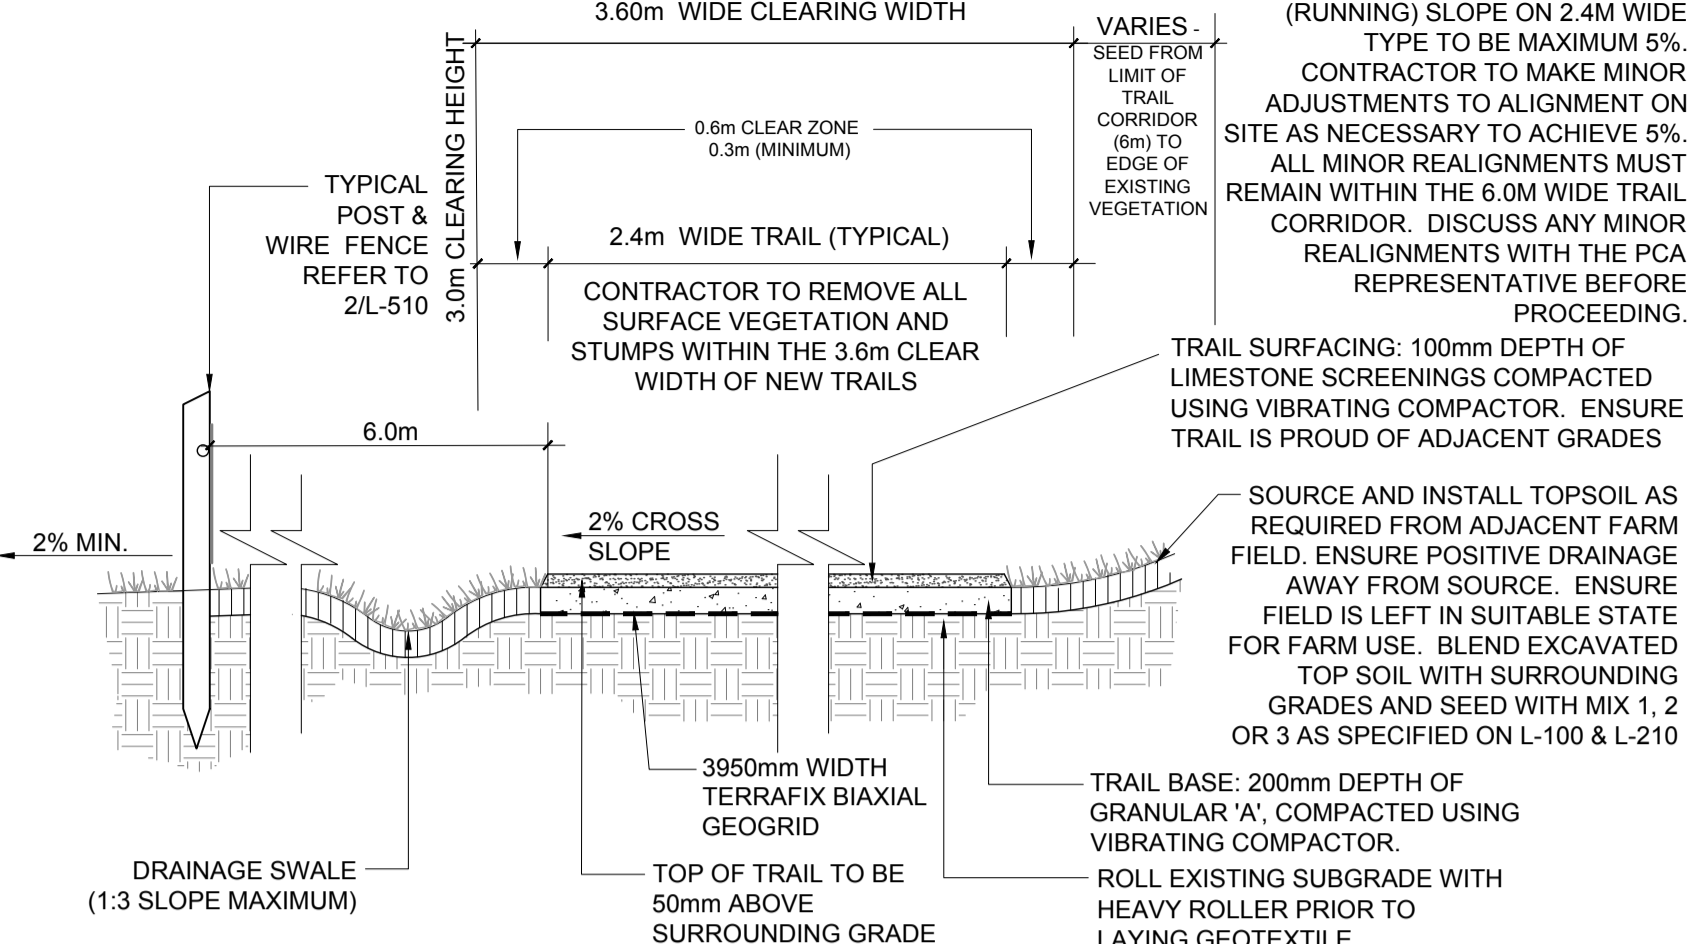 3.60m WIDE CLEARING WIDTH
3.0m CLEARING HEIGHT
VARIES -
SEED FROM
LIMIT OF
TRAIL
CORRIDOR
(6m) TO
EDGE OF
EXISTING
VEGETATION
(RUNNING) SLOPE ON 2.4M WIDE
TYPE TO BE MAXIMUM 5%.
CONTRACTOR TO MAKE MINOR
ADJUSTMENTS TO ALIGNMENT ON
SITE AS NECESSARY TO ACHIEVE 5%.
ALL MINOR REALIGNMENTS MUST
REMAIN WITHIN THE 6.0M WIDE TRAIL
CORRIDOR. DISCUSS ANY MINOR
REALIGNMENTS WITH THE PCA
REPRESENTATIVE BEFORE
PROCEEDING.
0.6m CLEAR ZONE
0.3m (MINIMUM)
TYPICAL
POST &
WIRE FENCE
REFER TO
2/L-510
2.4m WIDE TRAIL (TYPICAL)
CONTRACTOR TO REMOVE ALL
SURFACE VEGETATION AND
STUMPS WITHIN THE 3.6m CLEAR
WIDTH OF NEW TRAILS
TRAIL SURFACING: 100mm DEPTH OF
LIMESTONE SCREENINGS COMPACTED
USING VIBRATING COMPACTOR. ENSURE
TRAIL IS PROUD OF ADJACENT GRADES
6.0m
2% MIN.
2% CROSS
SLOPE
SOURCE AND INSTALL TOPSOIL AS
REQUIRED FROM ADJACENT FARM
FIELD. ENSURE POSITIVE DRAINAGE
AWAY FROM SOURCE. ENSURE
FIELD IS LEFT IN SUITABLE STATE
FOR FARM USE. BLEND EXCAVATED
TOP SOIL WITH SURROUNDING
GRADES AND SEED WITH MIX 1, 2
OR 3 AS SPECIFIED ON L-100 & L-210
3950mm WIDTH
TERRAFIX BIAXIAL
GEOGRID
TRAIL BASE: 200mm DEPTH OF
GRANULAR 'A', COMPACTED USING
VIBRATING COMPACTOR.
DRAINAGE SWALE
(1:3 SLOPE MAXIMUM)
TOP OF TRAIL TO BE
50mm ABOVE
SURROUNDING GRADE
ROLL EXISTING SUBGRADE WITH
HEAVY ROLLER PRIOR TO
LAYING GEOTEXTILE